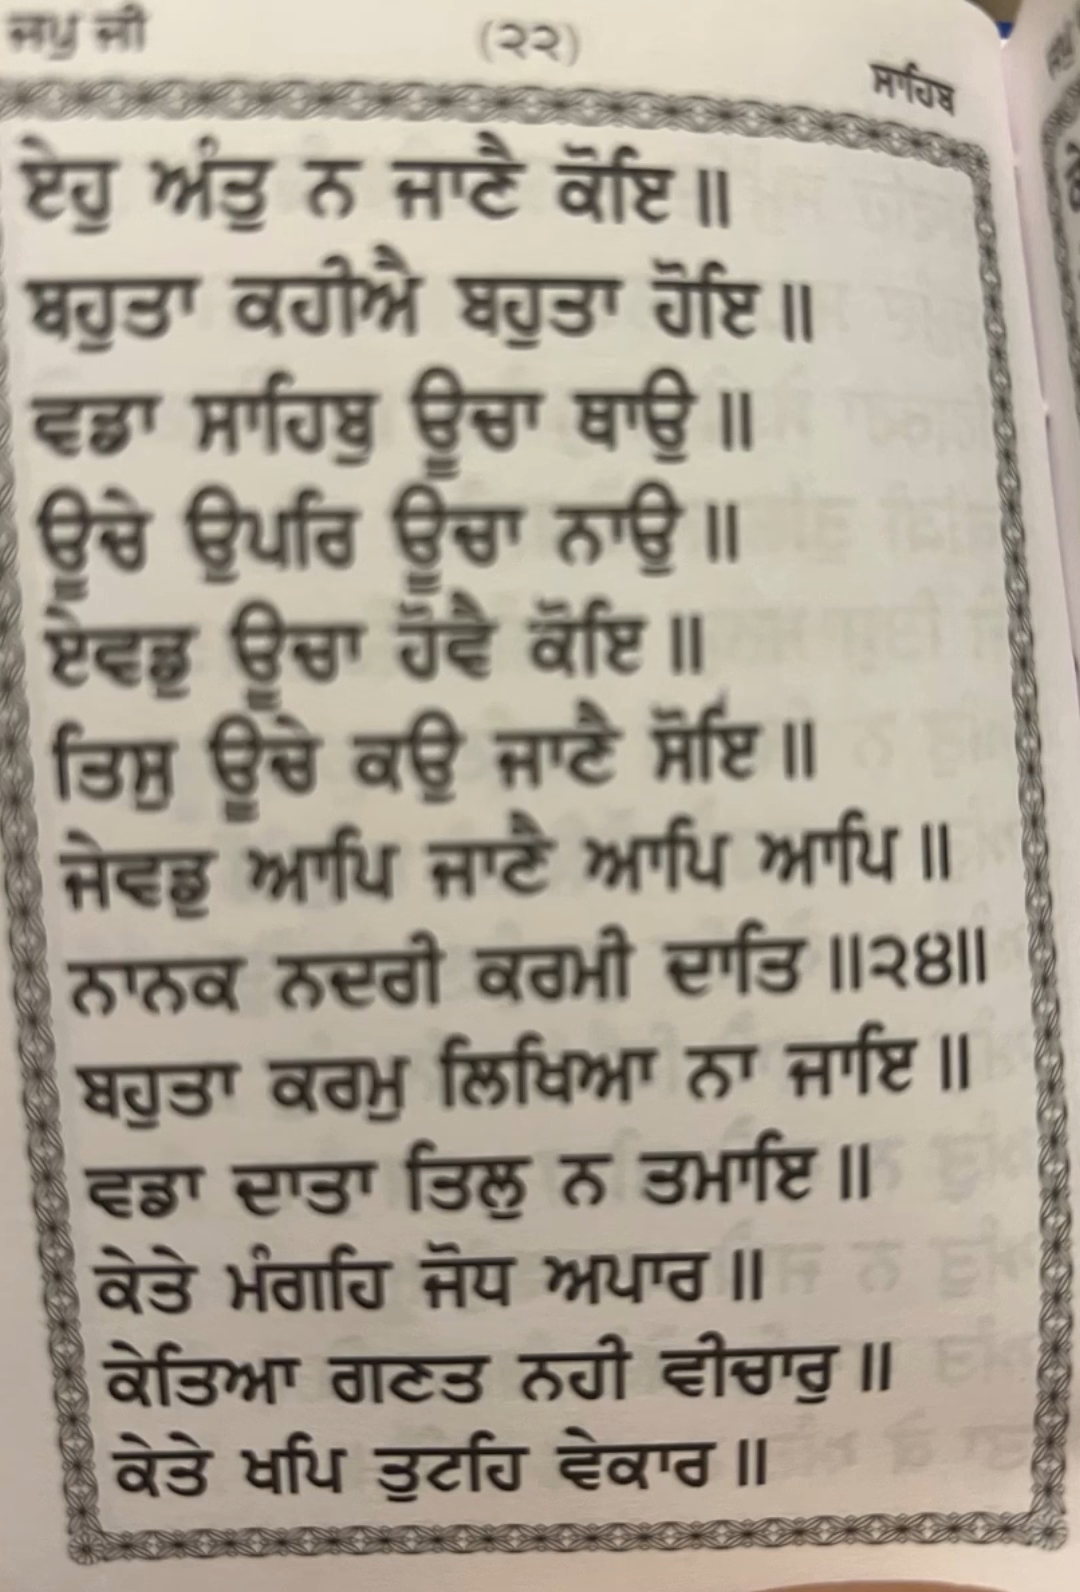 ਜਪੁ ਜੀ (੨੨) ਸਾਹਿਬ
ਏਹੁ ਅੰਤੁ ਨ ਜਾਣੈ ਕੋਇ ॥
ਬਹੁਤਾ ਕਹੀਐ ਬਹੁਤਾ ਹੋਇ ॥
ਵਡਾ ਸਾਹਿਬੁ ਊਚਾ ਥਾਉ ॥
ਊਚੇ ਉਪਰਿ ਊਚਾ ਨਾਉ ॥
ਏਵਡੁ ਊਚਾ ਹੋਵੈ ਕੋਇ ॥
ਤਿਸੁ ਊਚੇ ਕਉ ਜਾਣੈ ਸੋਇ ॥
ਜੇਵਡੁ ਆਪਿ ਜਾਣੈ ਆਪਿ ਆਪਿ ॥
ਨਾਨਕ ਨਦਰੀ ਕਰਮੀ ਦਾਤਿ ॥੨੪॥
ਬਹੁਤਾ ਕਰਮੁ ਲਿਖਿਆ ਨਾ ਜਾਇ ॥
ਵਡਾ ਦਾਤਾ ਤਿਲੁ ਨ ਤਮਾਇ ॥
ਕੇਤੇ ਮੰਗਹਿ ਜੋਧ ਅਪਾਰ ॥
ਕੇਤਿਆ ਗਣਤ ਨਹੀ ਵੀਚਾਰੁ ॥
ਕੇਤੇ ਖਪਿ ਤੁਟਹਿ ਵੇਕਾਰ ॥